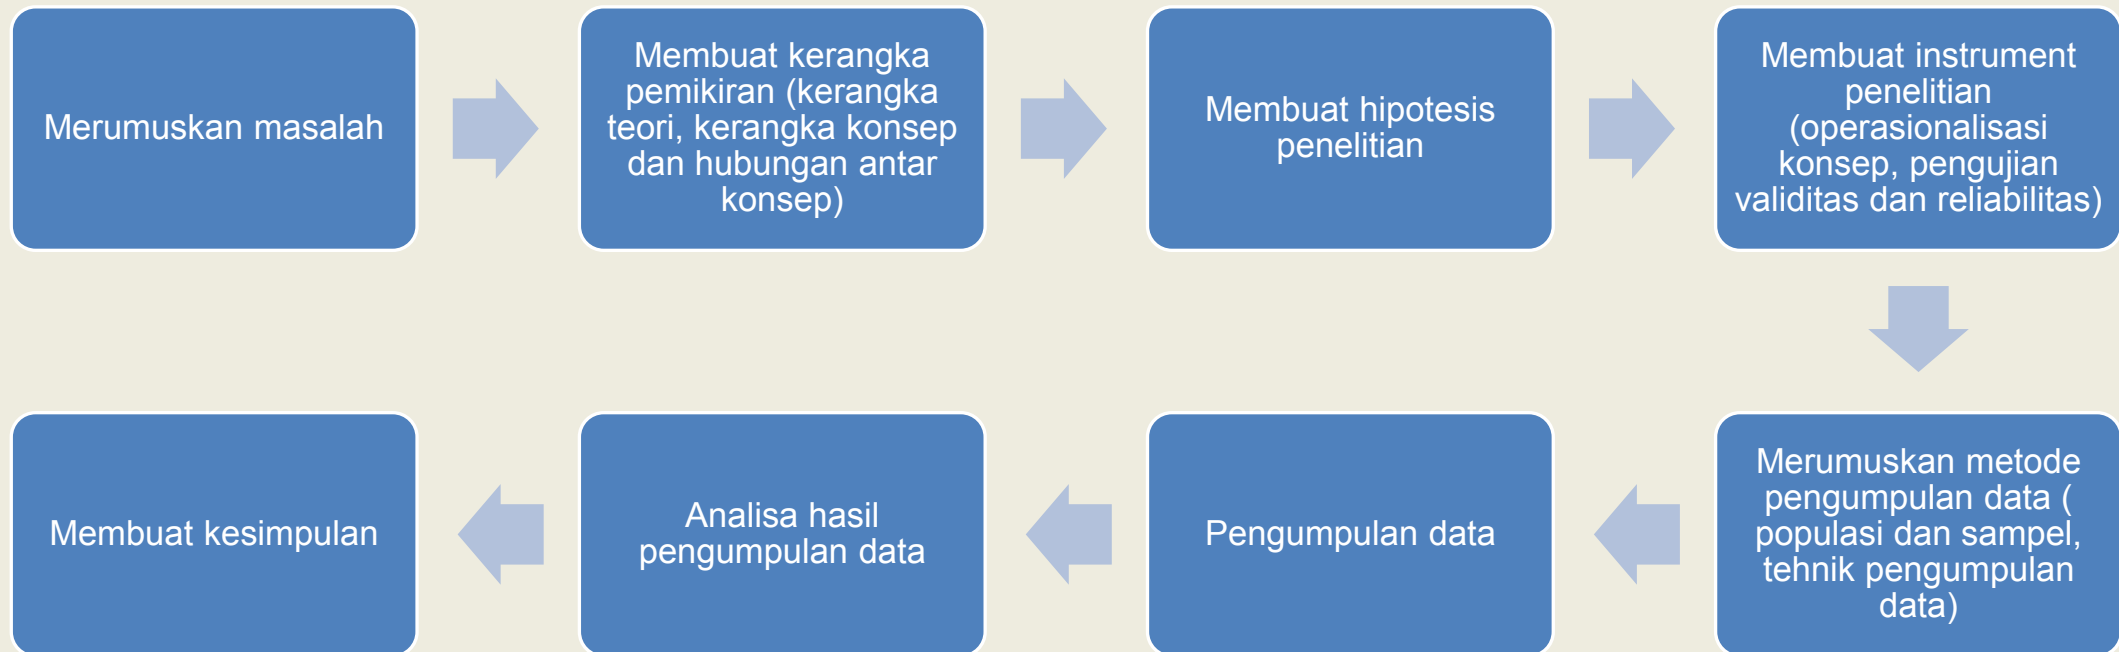 Merumuskan masalah
Membuat kerangka
pemikiran (kerangka
teori, kerangka konsep
dan hubungan antar
konsep)
Membuat hipotesis
penelitian
Membuat instrument
penelitian
(operasionalisasi
konsep, pengujian
validitas dan reliabilitas)
Merumuskan metode
pengumpulan data (
populasi dan sampel,
tehnik pengumpulan
data)
Pengumpulan data
Analisa hasil
pengumpulan data
Membuat kesimpulan